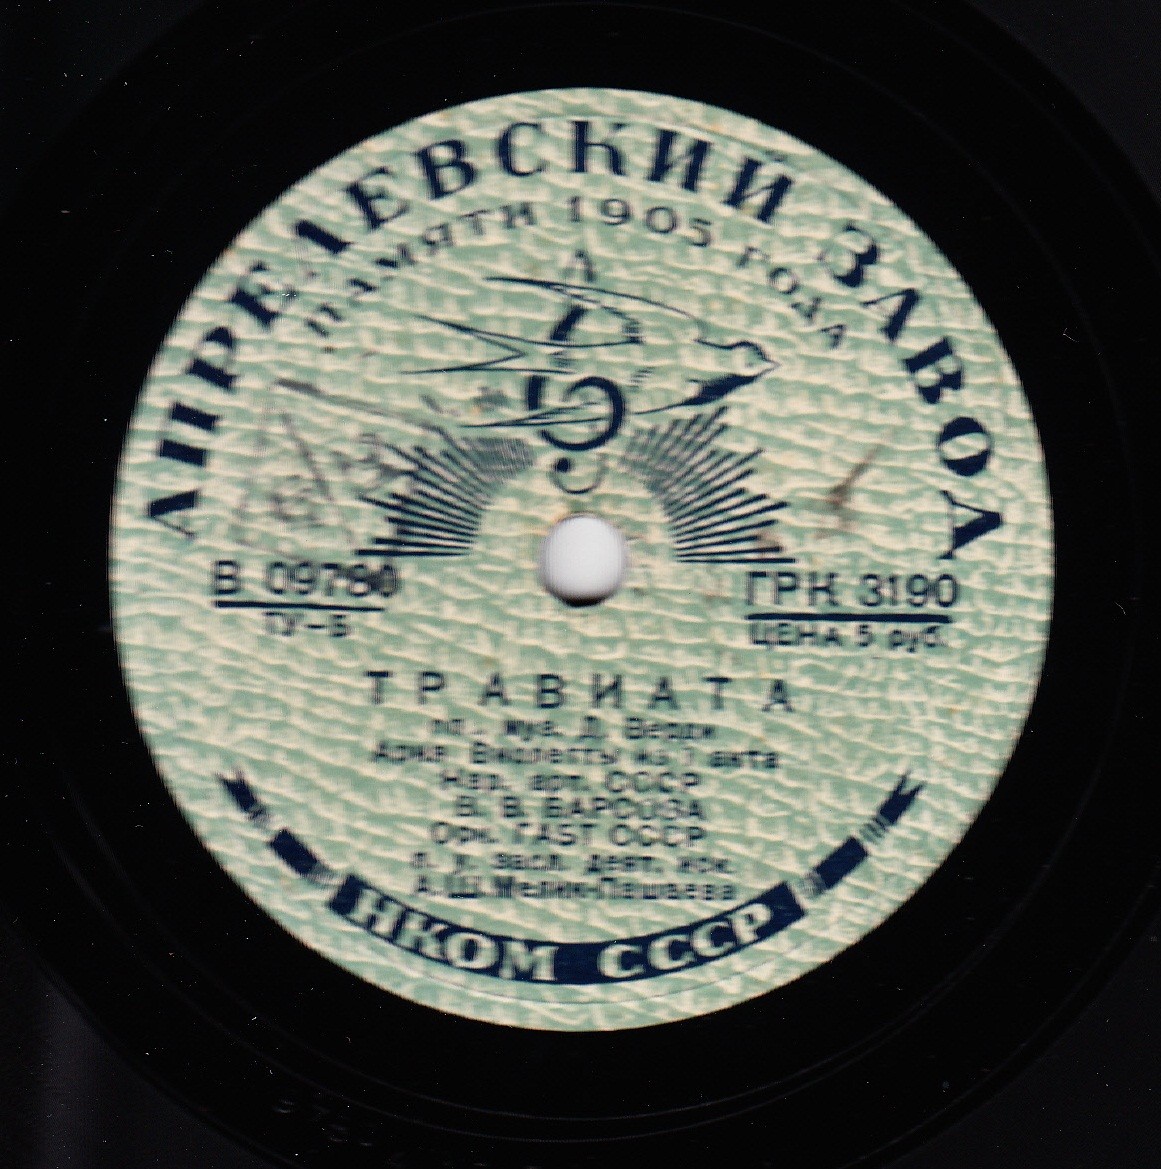 АПРЕЛЕВСКИЙ ЗАВОД
ПАМЯТИ 1905 ГОДА
В 09780
ГРК 3190
ТУ-Б
ЦЕНА 5 руб.
ТРАВИАТА
оп., муз. Д. Верди
Ария Виолетты из 1 акта
Нар. арт. СССР
В. В. БАРСОВА
Орк. ГАБТ СССР
п. у. засл. деят. иск.
А.Ш.Мелик-Пашаева
НКОМ СССР